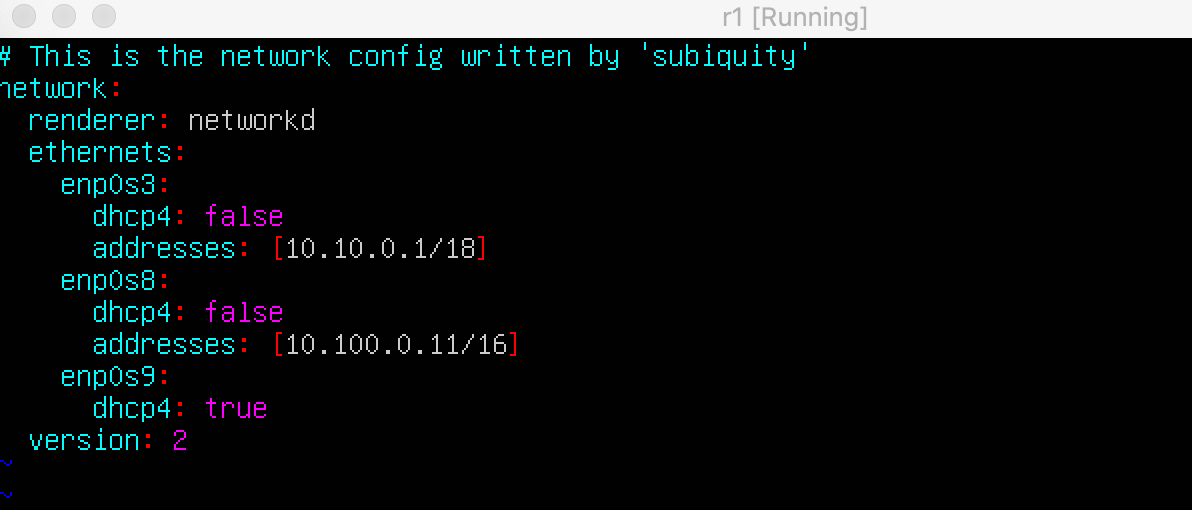 r1 [Running]
# This is the network config written by 'subiquity'
network:
  renderer: networkd
  ethernets:
    enp0s3:
      dhcp4: false
      addresses: [10.10.0.1/18]
    enp0s8:
      dhcp4: false
      addresses: [10.100.0.11/16]
    enp0s9:
      dhcp4: true
  version: 2
~
~